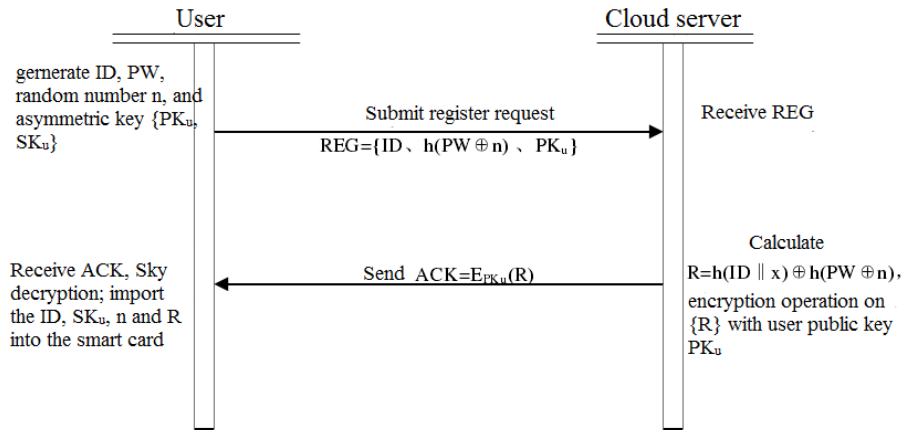 User
Cloud server
gernerate ID, PW,
random number n, and
asymmetric key {PKu,
SKu}
Submit register request
REG={ID、h(PW⊕n)、PKu}
Receive REG
Calculate
R=h(ID ‖ x)⊕h(PW⊕n),
encryption operation on
{R} with user public key
PKu
Send ACK=EPKu(R)
Receive ACK, Sky
decryption; import
the ID, SKu, n and R
into the smart card